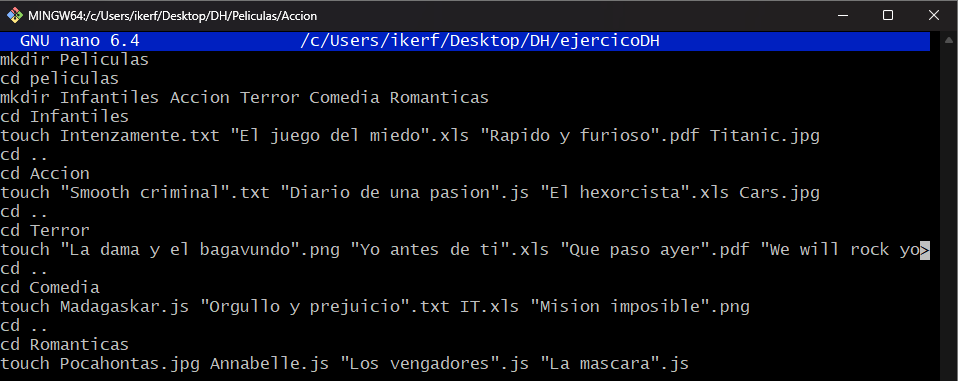 MINGW64:/c/Users/ikerf/Desktop/DH/Peliculas/Accion
GNU nano 6.4 /c/Users/ikerf/Desktop/DH/ejercicoDH
mkdir Peliculas
cd peliculas
mkdir Infantiles Accion Terror Comedia Romanticas
cd Infantiles
touch Intenzamente.txt "El juego del miedo".xls "Rapido y furioso".pdf Titanic.jpg
cd ..
cd Accion
touch "Smooth criminal".txt "Diario de una pasion".js "El hexorcista".xls Cars.jpg
cd ..
cd Terror
touch "La dama y el bagavundo".png "Yo antes de ti".xls "Que paso ayer".pdf "We will rock yo>
cd ..
cd Comedia
touch Madagaskar.js "Orgullo y prejuicio".txt IT.xls "Mision imposible".png
cd ..
cd Romanticas
touch Pocahontas.jpg Annabelle.js "Los vengadores".js "La mascara".js